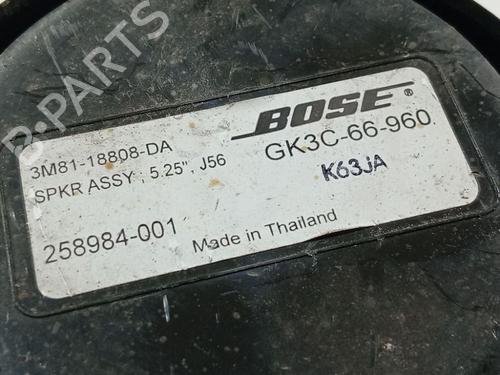 B-PARTS
BOSE®
3M81-18808-DA
GK3C-66-960
SPKR ASSY ; 5.25", J56
K63JA
258984-001
Made in Thailand